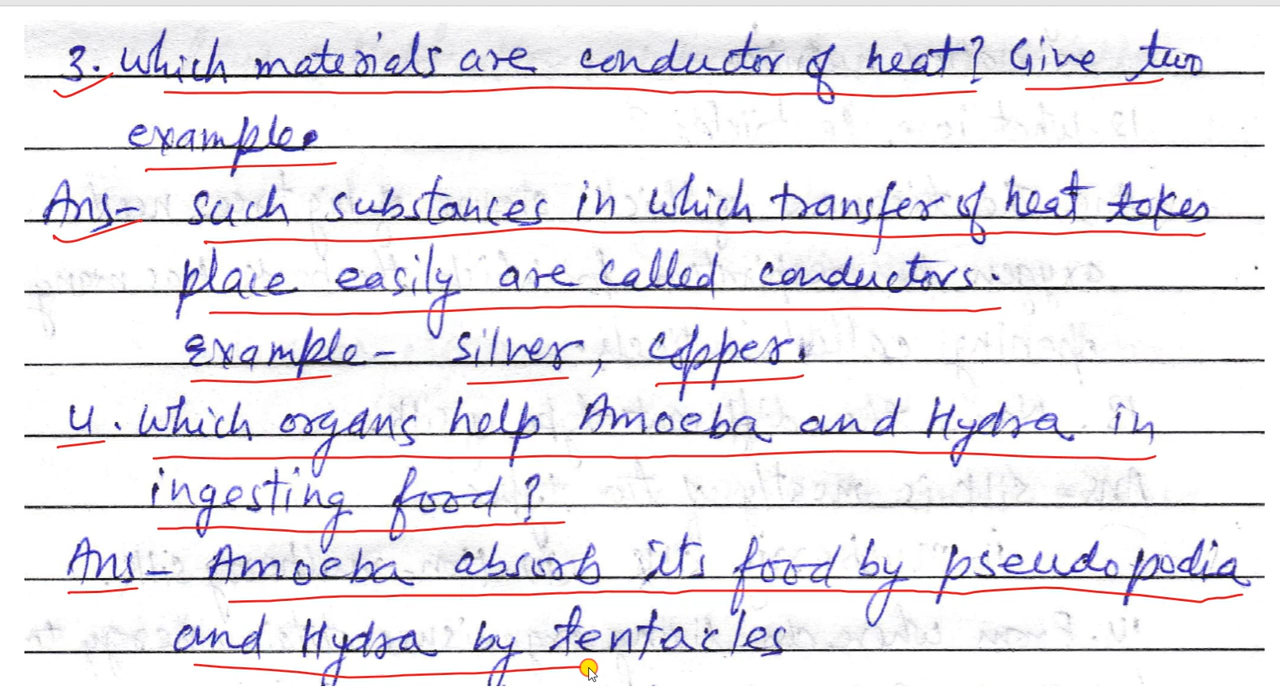 3. Which materials are conductor of heat? Give two
example.
Ans- such substances in which transfer of heat takes
place easily are called conductors.
example - silver, copper.
4. Which organs help Amoeba and Hydra in
ingesting food?
Ans- Amoeba absorb its food by pseudopodia
and Hydra by tentacles